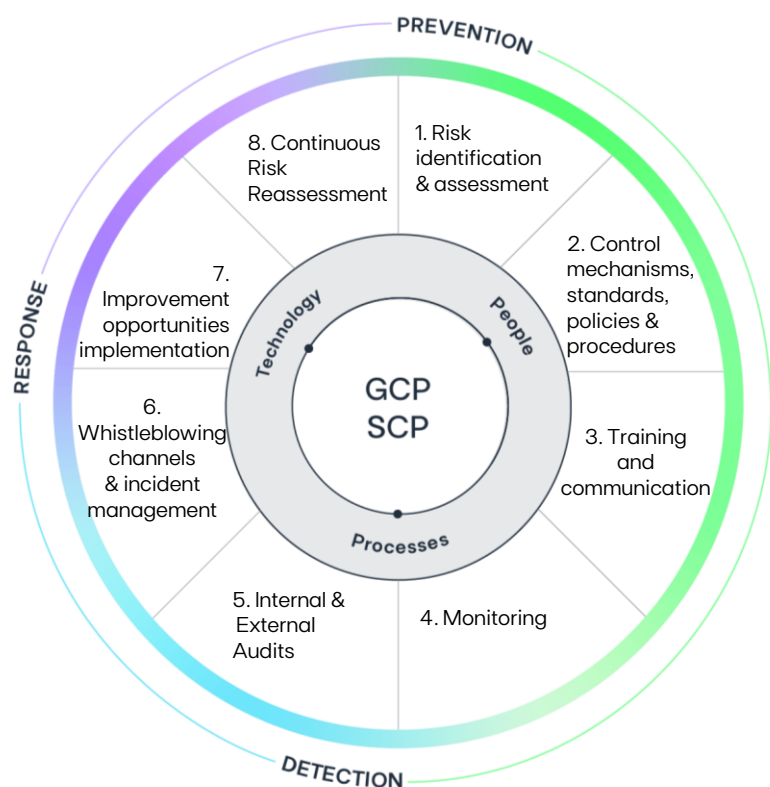 PREVENTION
8. Continuous
Risk
Reassessment
1. Risk
identification
& assessment
2. Control
mechanisms,
standards,
policies &
procedures
7.
Improvement
opportunities
implementation
RESPONSE
Technology
People
GCP
SCP
6.
Whistleblowing
channels
& incident
management
3. Training
and
communication
Processes
5. Internal &
External
Audits
4. Monitoring
DETECTION